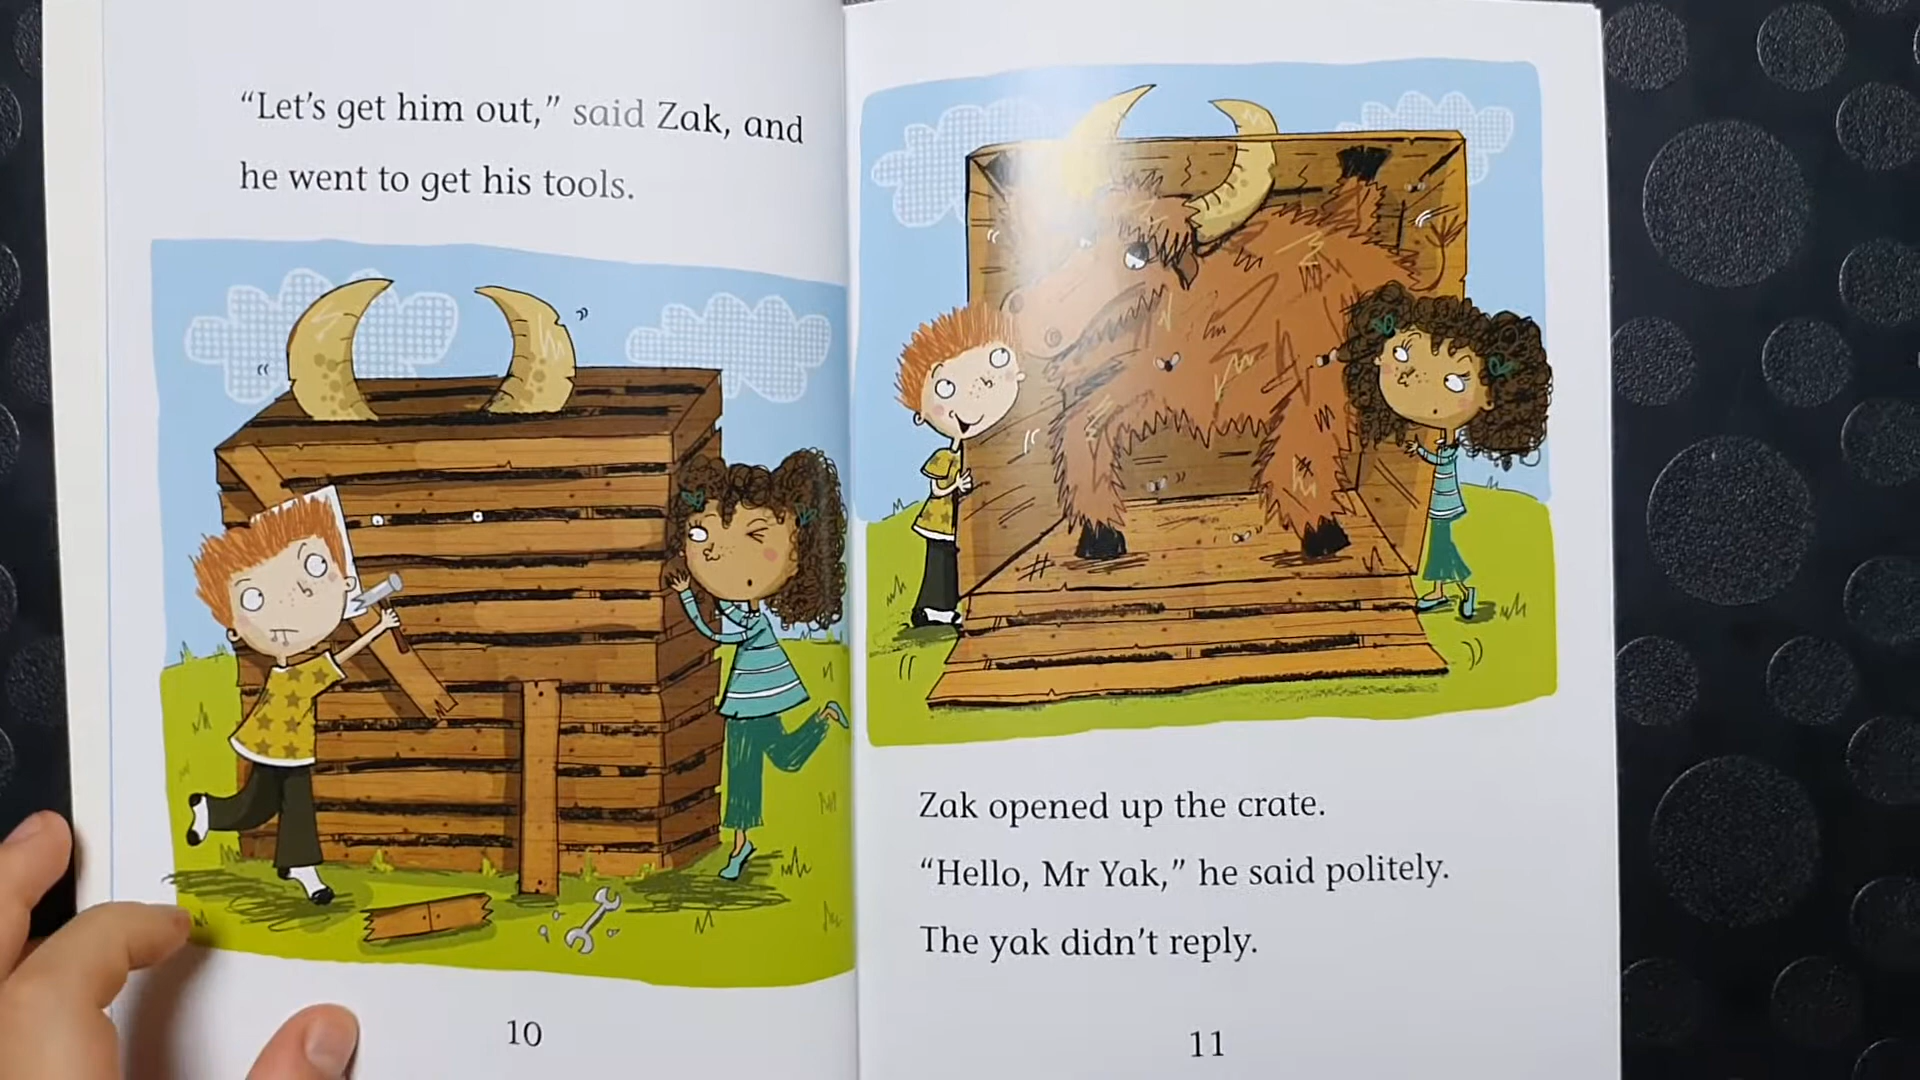 “Let’s get him out,” said Zak, and
he went to get his tools.
10
Zak opened up the crate.
“Hello, Mr Yak,” he said politely.
The yak didn’t reply.
11